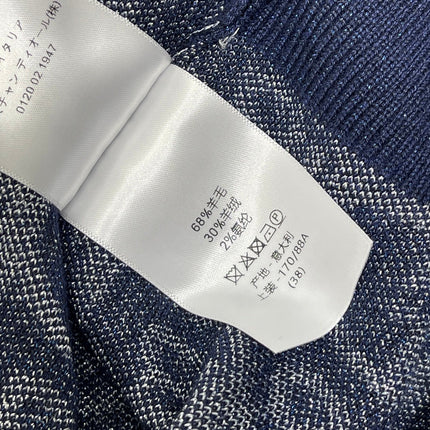 イタリア
チャン ディオール(株)
0120.02.1947
68%羊毛
30%羊绒
2%氨纶
产地 - 意大利
上装 -170/88A
(38)